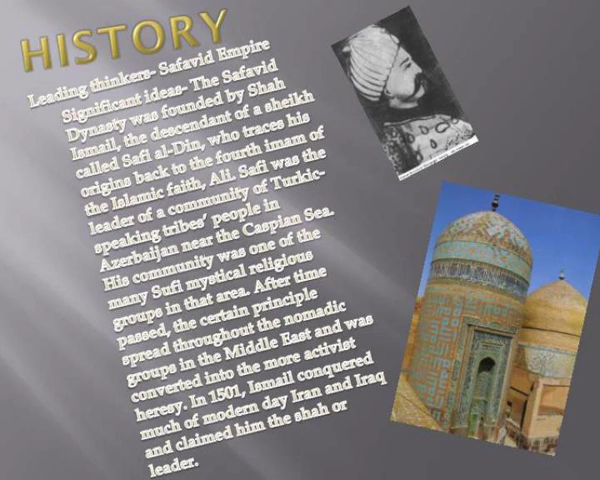 HISTORY
Leading thinkers- Safavid Empire
Significant ideas- The Safavid
Dynasty was founded by Shah
Ismail, the descendant of a sheikh
called Safi al-Din, who traces his
origins back to the fourth imam of
the Islamic faith, Ali. Safi was the
leader of a community of Turkic-
speaking tribes' people in
Azerbaijan near the Caspian Sea.
His community was one of the
many Sufi mystical religious
groups in that area. After time
passed, the certain principle
spread throughout the nomadic
groups in the Middle East and was
converted into the more activist
heresy. In 1501, Ismail conquered
much of modern day Iran and Iraq
and claimed him the shah or
leader.